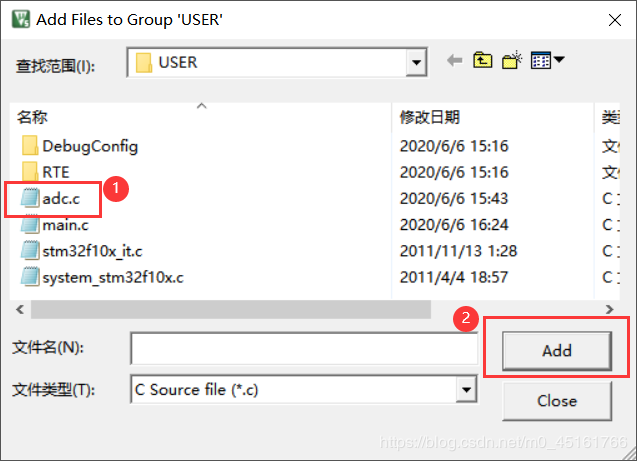 Add Files to Group 'USER'
查找范围(I): USER
名称 修改日期 类
DebugConfig 2020/6/6 15:16 文
RTE 2020/6/6 15:16 文
1
adc.c 2020/6/6 15:43 C
main.c 2020/6/6 16:24 C
stm32f10x_it.c 2011/11/13 1:28 C
system_stm32f10x.c 2011/4/4 18:57 C
2
文件名(N): Add
文件类型(T): C Source file (*.c) Close
https://blog.csdn.net/m0_45161766